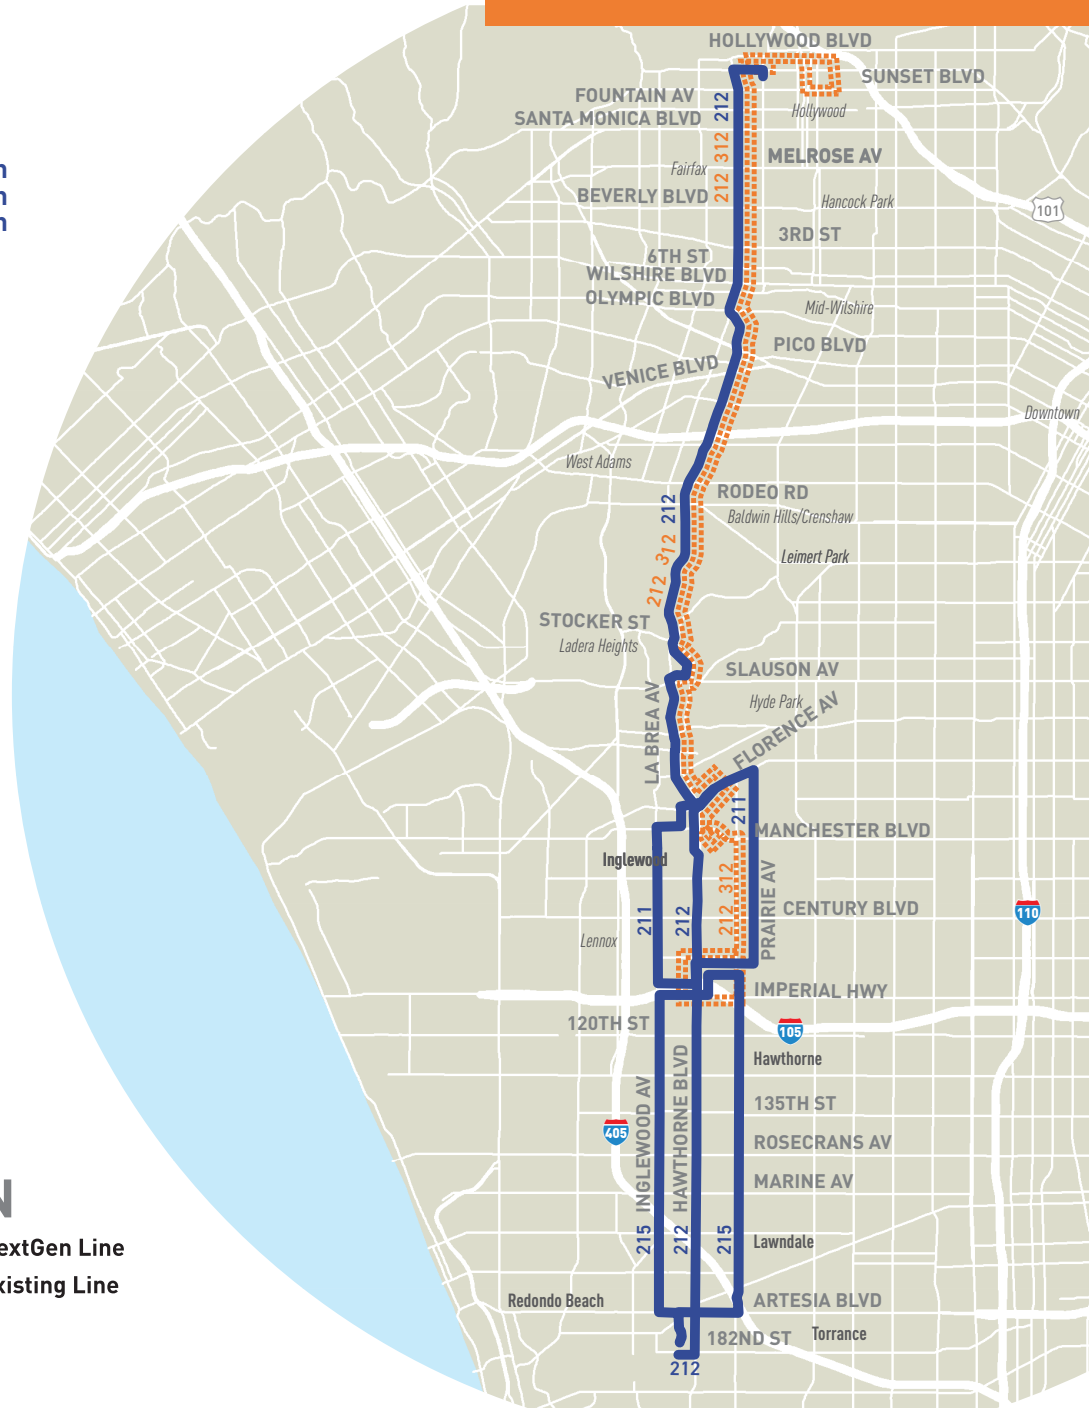 HOLLYWOOD BLVD
SUNSET BLVD
FOUNTAIN AV
212
Hollywood
SANTA MONICA BLVD
312
MELROSE AV
Fairfax
212
BEVERLY BLVD
Hancock Park
101
3RD ST
6TH ST
WILSHIRE BLVD
OLYMPIC BLVD
Mid-Wilshire
PICO BLVD
VENICE BLVD
Downtown
West Adams
RODEO RD
212
Baldwin Hills/Crenshaw
312
Leimert Park
212
STOCKER ST
Ladera Heights
SLAUSON AV
Hyde Park
LA BREA AV
FLORENCE AV
211
MANCHESTER BLVD
Inglewood
312
PRAIRIE AV
211
212
212
CENTURY BLVD
110
Lennox
IMPERIAL HWY
120TH ST
105
Hawthorne
INGLEWOOD AV
HAWTHORNE BLVD
135TH ST
405
ROSECRANS AV
MARINE AV
215
212
215
Lawndale
Redondo Beach
ARTESIA BLVD
182ND ST
Torrance
212
n
n
n
N
extGen Line
xisting Line